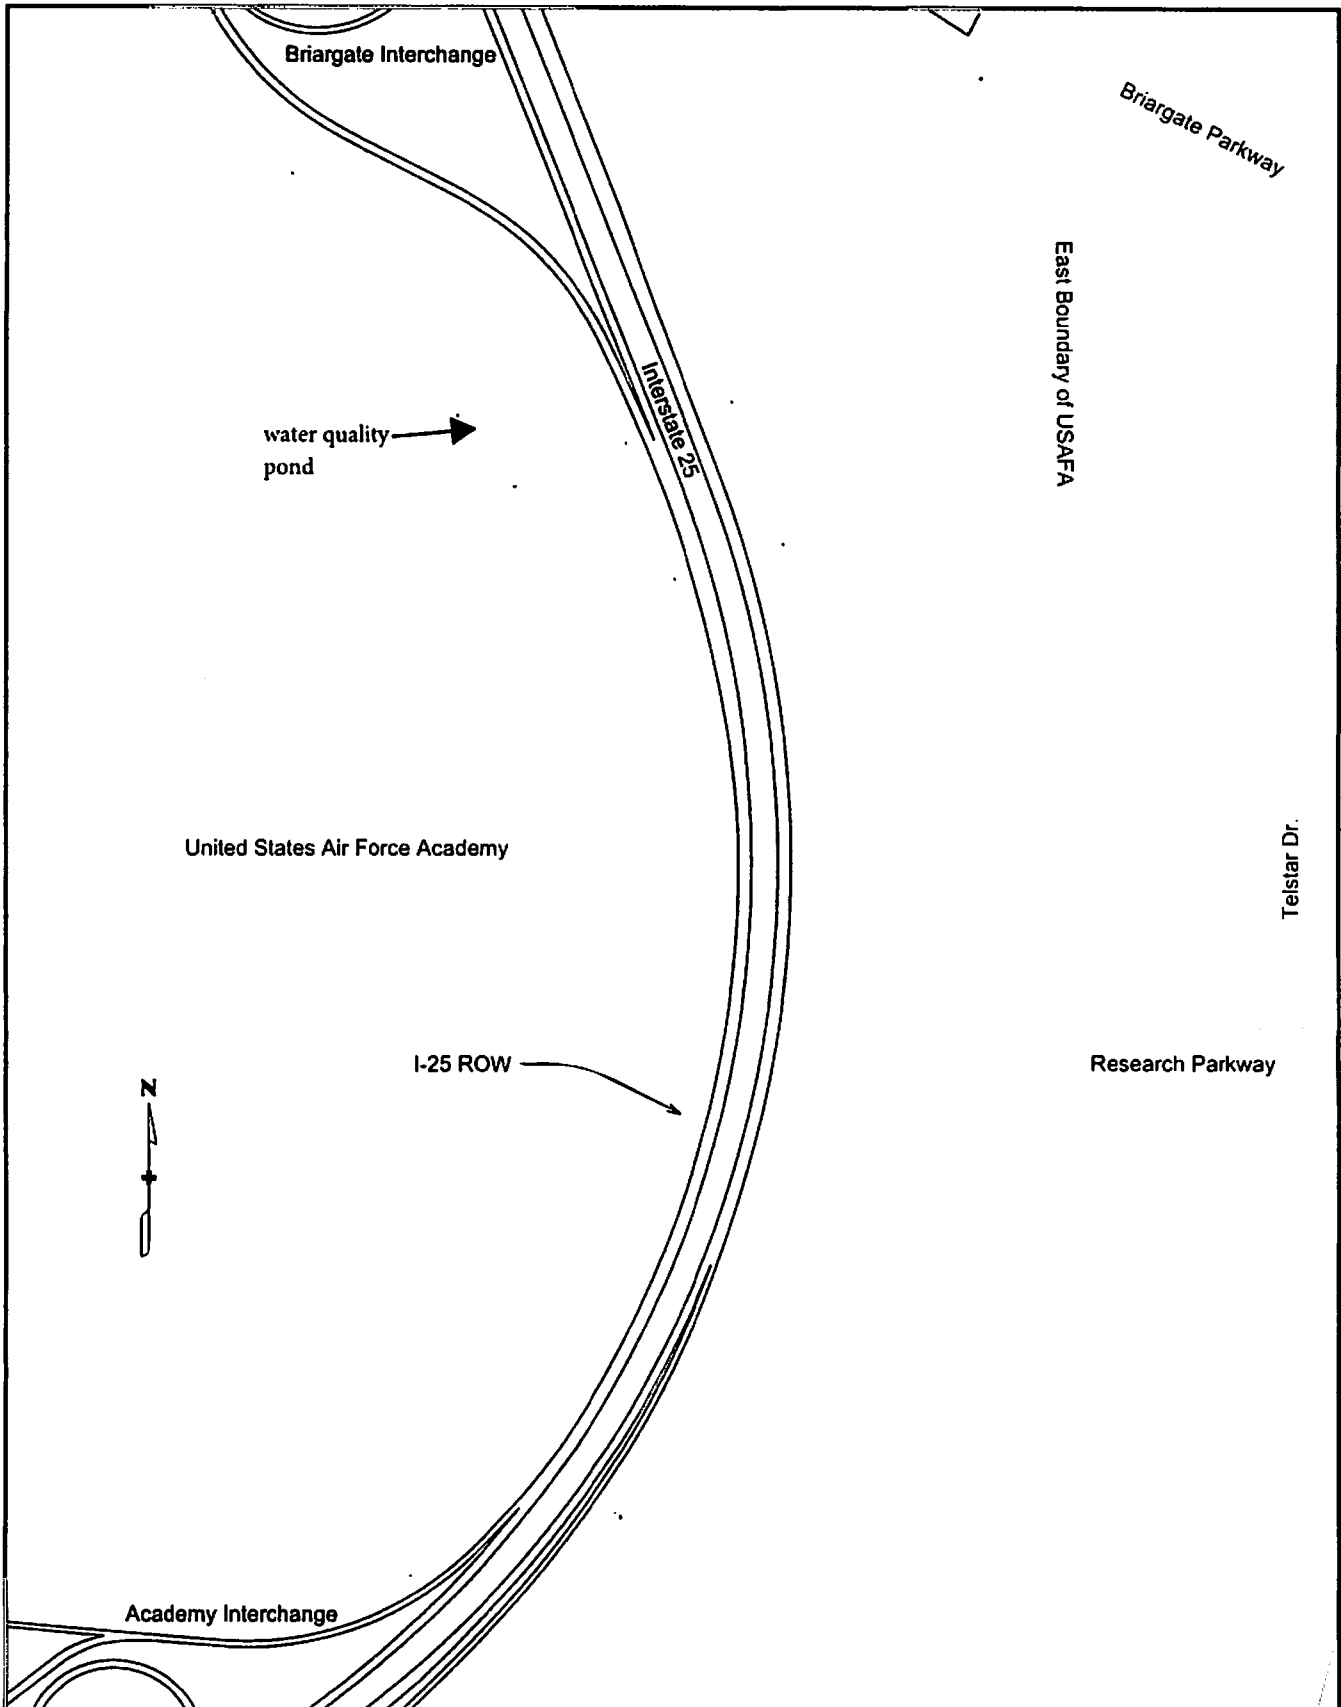 Briargate Interchange
Briargate Parkway
East Boundary of USAFA
Interstate 25
water quality
pond
United States Air Force Academy
Telstar Dr.
I-25 ROW
Research Parkway
N
Academy Interchange